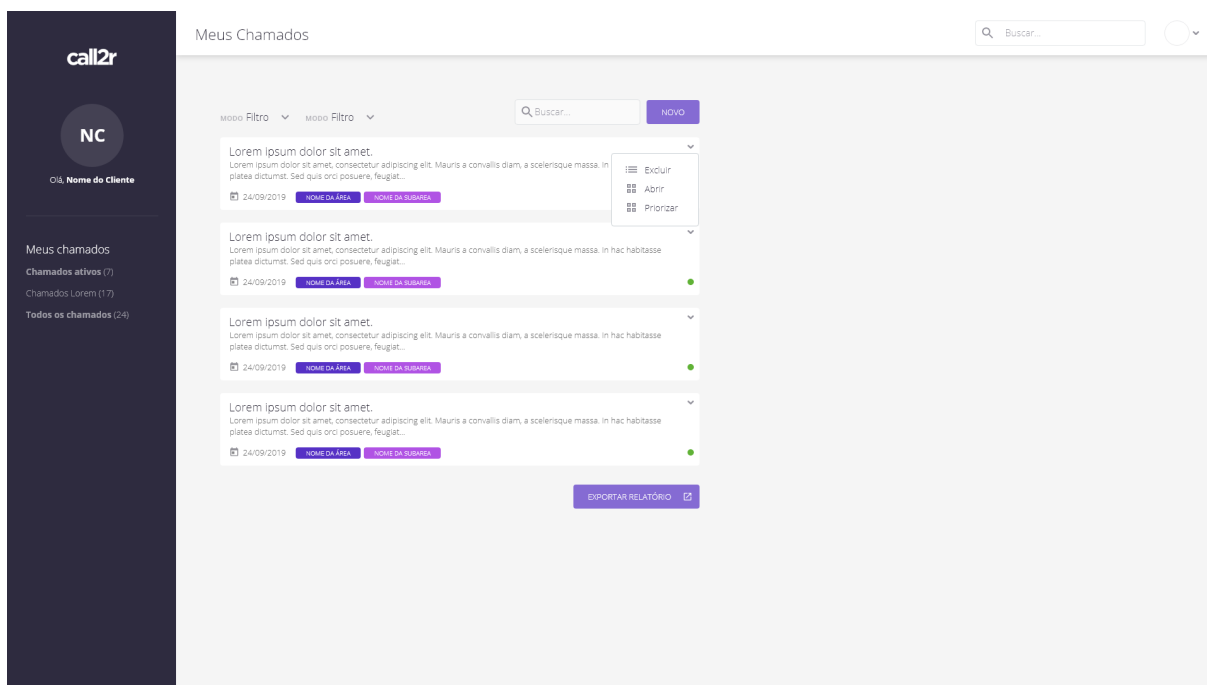 call2r
NC
Olá, Nome do Cliente
Meus chamados
Chamados ativos (7)
Chamados Lorem (17)
Todos os chamados (24)
Meus Chamados
Buscar...
MODO Filtro
MODO Filtro
Buscar...
NOVO
Lorem ipsum dolor sit amet.
Lorem ipsum dolor sit amet, consectetur adipiscing elit. Mauris a convallis diam, a scelerisque massa. In
platea dictumst. Sed quis orci posuere, feugiat...
24/09/2019 NOME DA ÁREA NOME DA SUBAREA
Excluir
Abrir
Priorizar
Lorem ipsum dolor sit amet.
Lorem ipsum dolor sit amet, consectetur adipiscing elit. Mauris a convallis diam, a scelerisque massa. In hac habitasse
platea dictumst. Sed quis orci posuere, feugiat...
24/09/2019 NOME DA ÁREA NOME DA SUBAREA
Lorem ipsum dolor sit amet.
Lorem ipsum dolor sit amet, consectetur adipiscing elit. Mauris a convallis diam, a scelerisque massa. In hac habitasse
platea dictumst. Sed quis orci posuere, feugiat...
24/09/2019 NOME DA ÁREA NOME DA SUBAREA
Lorem ipsum dolor sit amet.
Lorem ipsum dolor sit amet, consectetur adipiscing elit. Mauris a convallis diam, a scelerisque massa. In hac habitasse
platea dictumst. Sed quis orci posuere, feugiat...
24/09/2019 NOME DA ÁREA NOME DA SUBAREA
EXPORTAR RELATÓRIO